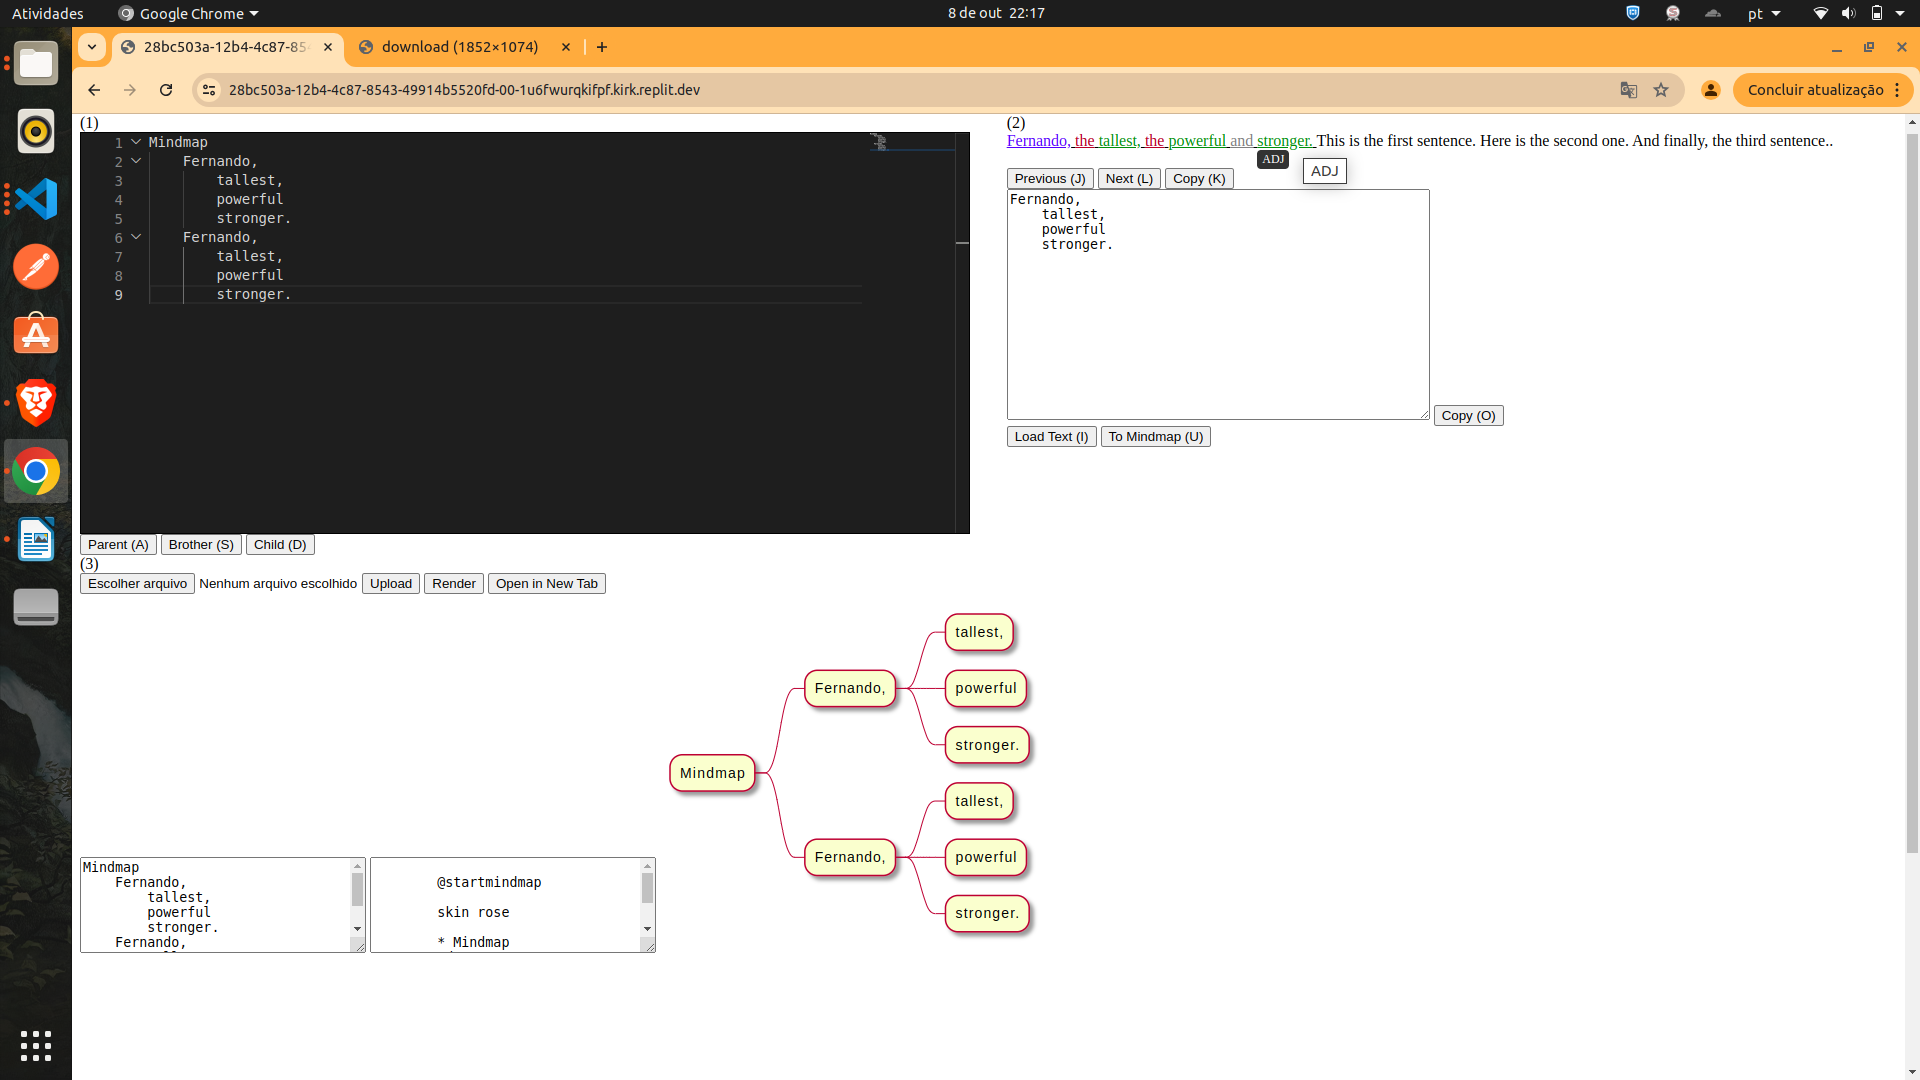 Atividades
Google Chrome
8 de out 22:17
pt
28bc503a-12b4-4c87-85
download (1852×1074)
28bc503a-12b4-4c87-8543-49914b5520fd-00-1u6fwurqkifpf.kirk.replit.dev
Concluir atualização
(1)
1 Mindmap
2 Fernando,
3 tallest,
4 powerful
5 stronger.
6 Fernando,
7 tallest,
8 powerful
9 stronger.
Parent (A) Brother (S) Child (D)
(2)
Fernando, the tallest, the powerful and stronger. This is the first sentence. Here is the second one. And finally, the third sentence..
ADJ
ADJ
Previous (J) Next (L) Copy (K)
Fernando,
tallest,
powerful
stronger.
Copy (O)
Load Text (I) To Mindmap (U)
(3)
Escolher arquivo Nenhum arquivo escolhido Upload Render Open in New Tab
Mindmap
Fernando,
tallest,
powerful
stronger.
Fernando,
@startmindmap
skin rose
* Mindmap
Mindmap
Fernando,
tallest,
powerful
stronger.
Fernando,
tallest,
powerful
stronger.